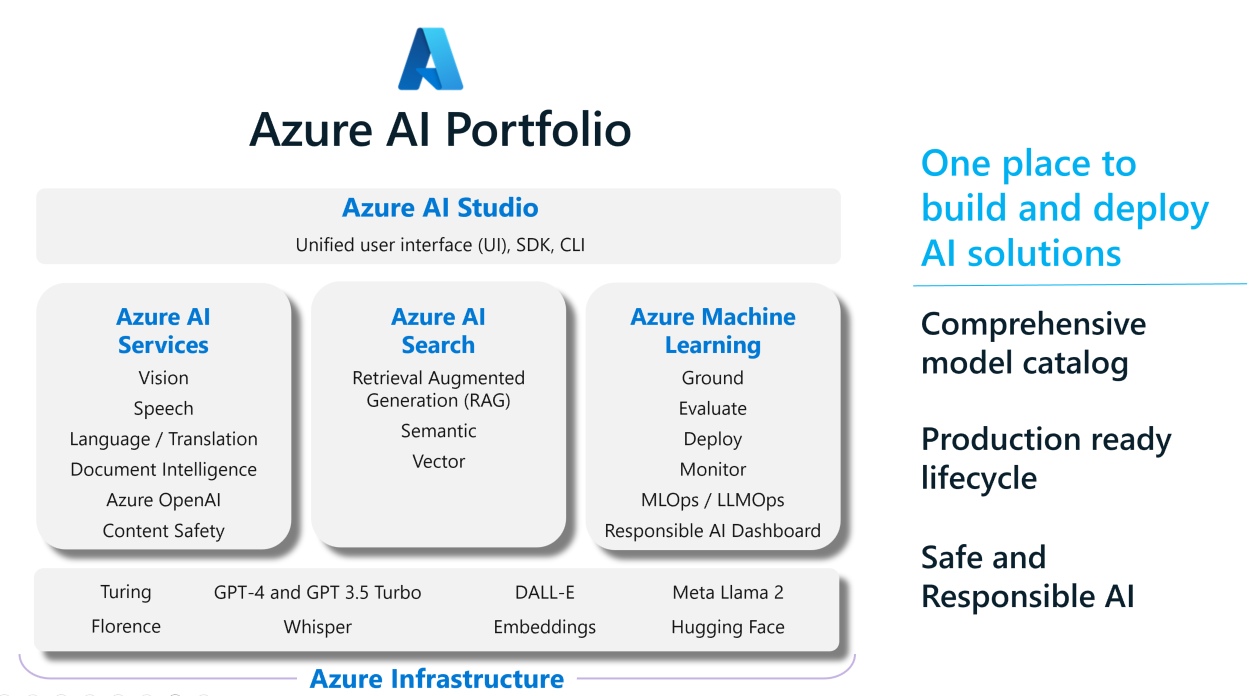 Azure AI Portfolio
Azure AI Studio
Unified user interface (UI), SDK, CLI
Azure AI
Services
Vision
Speech
Language / Translation
Document Intelligence
Azure OpenAI
Content Safety
Azure AI
Search
Retrieval Augmented
Generation (RAG)
Semantic
Vector
Azure Machine
Learning
Ground
Evaluate
Deploy
Monitor
MLOps / LLMOps
Responsible AI Dashboard
Turing
GPT-4 and GPT 3.5 Turbo
DALL-E
Meta Llama 2
Florence
Whisper
Embeddings
Hugging Face
Azure Infrastructure
One place to
build and deploy
AI solutions
Comprehensive
model catalog
Production ready
lifecycle
Safe and
Responsible AI